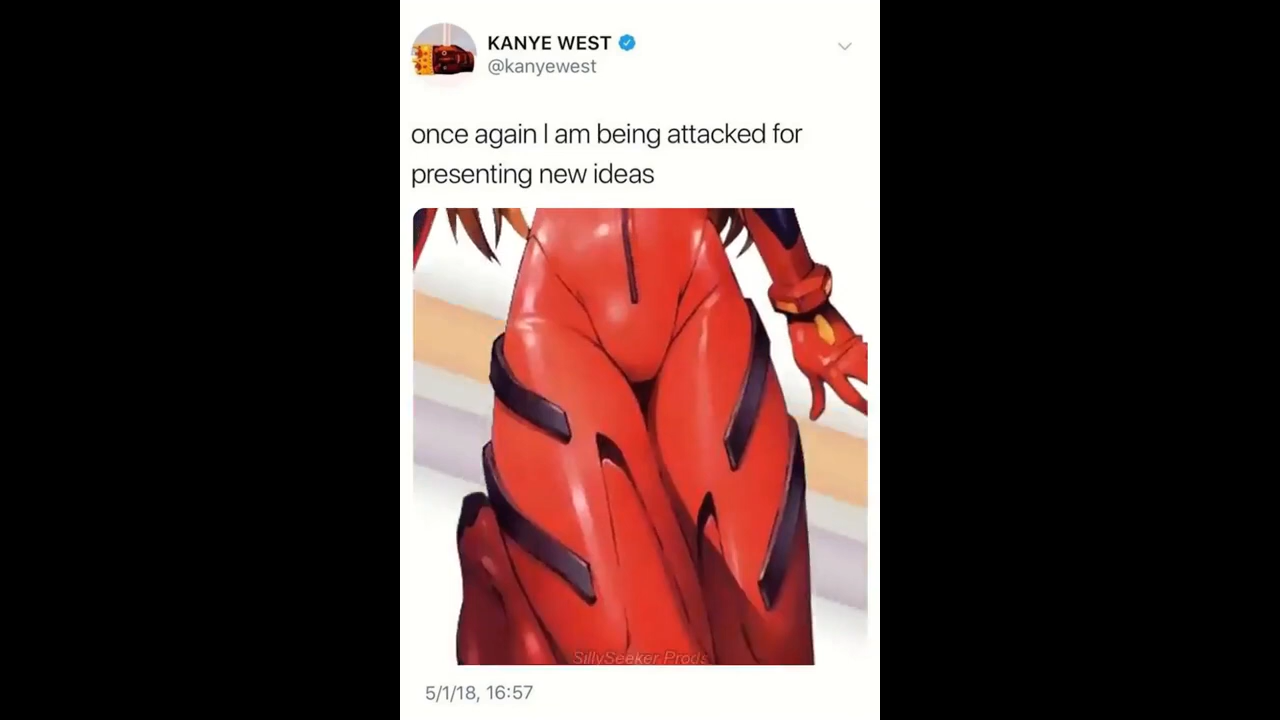 KANYE WEST
@kanyewest
once again I am being attacked for
presenting new ideas
SillySeeker Prods
5/1/18, 16:57